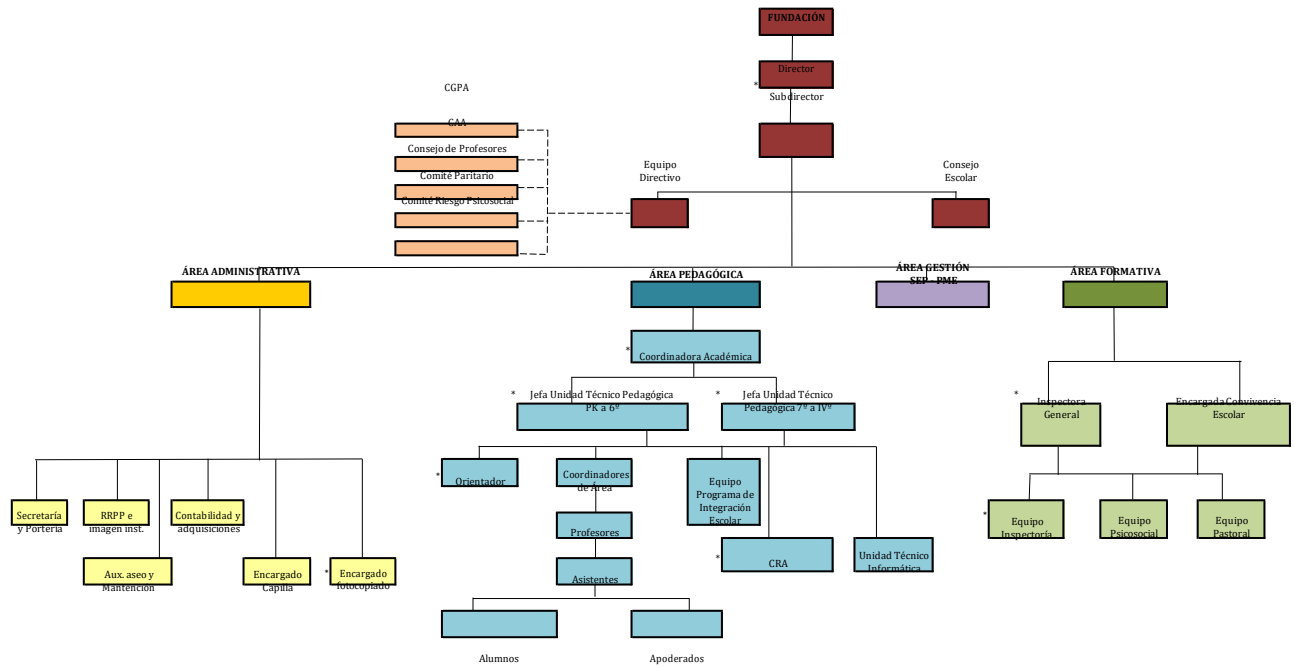 FUNDACIÓN
Director
*
Subdirector
CGPA
CAA
Consejo de Profesores
Comité Paritario
Comité Riesgo Psicosocial
Equipo
Directivo
Consejo
Escolar
ÁREA ADMINISTRATIVA
ÁREA PEDAGÓGICA
ÁREA GESTIÓN
SEP - PME
ÁREA FORMATIVA
*
Coordinadora Académica
*
Jefa Unidad Técnico Pedagógica
PK a 6º
*
Jefa Unidad Técnico
Pedagógica 7º a IVº
*
Inspectora
General
Encargada Convivencia
Escolar
*
Orientador
Coordinadores
de Área
Equipo
Programa de
Integración
Escolar
Secretaría
y Portería
RRPP e
imagen inst.
Contabilidad y
adquisiciones
Profesores
*
Equipo
Inspectoría
Equipo
Psicosocial
Equipo
Pastoral
*
CRA
Unidad Técnico
Informática
Aux. aseo y
Mantención
Encargado
Capilla
*
Encargado
fotocopiado
Asistentes
Alumnos
Apoderados